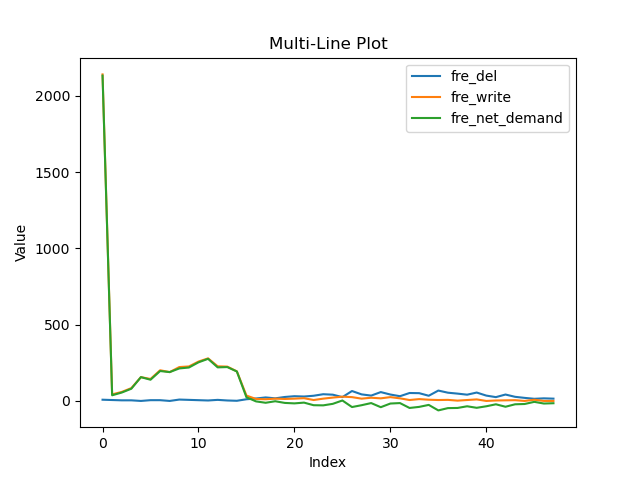 Multi-Line Plot
fre_del
fre_write
fre_net_demand
2000
1500
1000
500
0
Value
0 10 20 30 40
Index